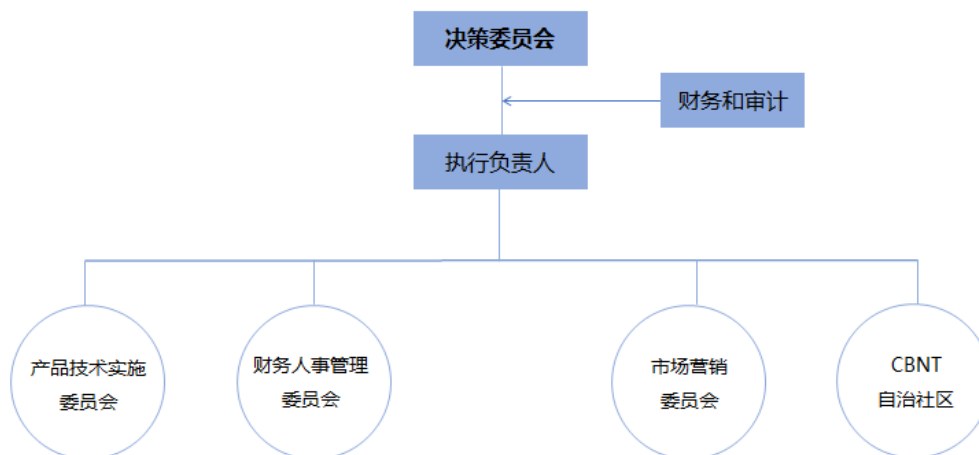 决策委员会
财务和审计
执行负责人
产品技术实施
委员会
财务人事管理
委员会
市场营销
委员会
CBNT
自治社区